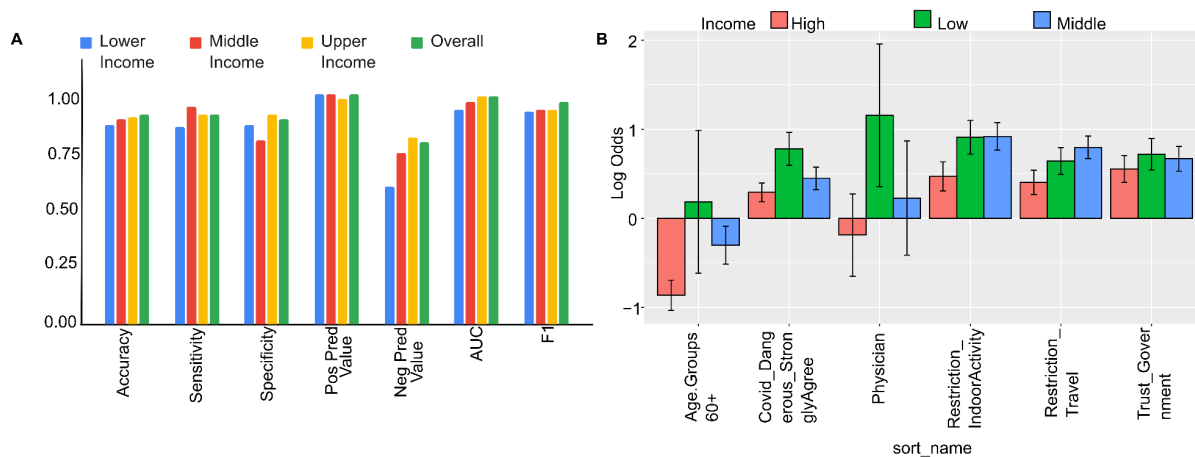 A
Lower Income
Middle Income
Upper Income
Overall
1.00
0.75
0.50
0.25
0.00
Accuracy
Sensitivity
Specificity
Pos Pred
Value
Neg Pred
Value
AUC
F1
B
Income
High
Low
Middle
Log Odds
2
1
0
−1
Age.Groups
60+
Covid_Dang
erous_Stron
glyAgree
Physician
Restriction_
IndoorActivity
Restriction_
Travel
Trust_Gover
nment
sort_name